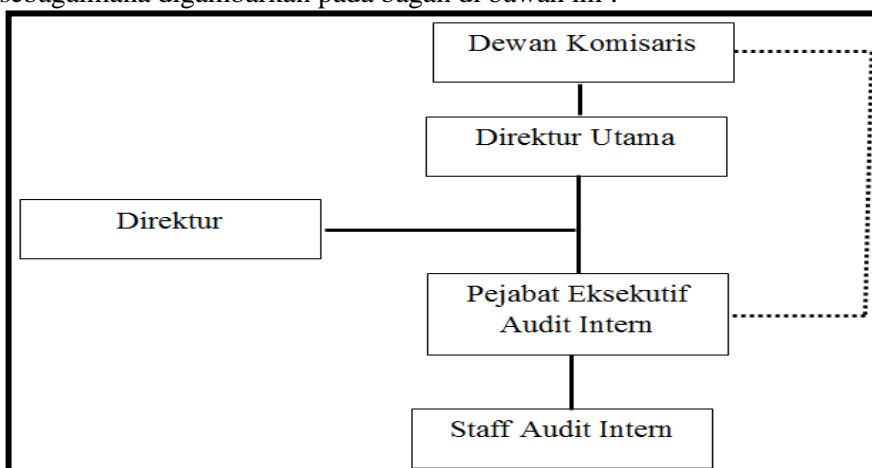 sebagaimana digambarkan pada bagan di bawah ini :
Dewan Komisaris
Direktur Utama
Direktur
Pejabat Eksekutif
Audit Intern
Staff Audit Intern